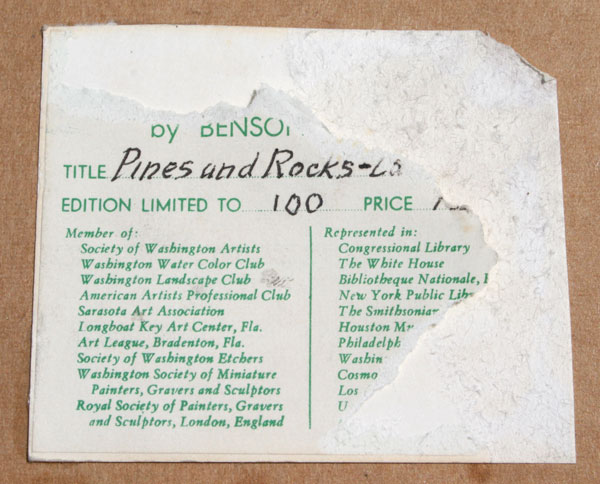 by BENSO
TITLE Pines and Rocks-
EDITION LIMITED TO 100 PRICE
Member of:
Society of Washington Artists
Washington Water Color Club
Washington Landscape Club
American Artists Professional Club
Sarasota Art Association
Longboat Key Art Center, Fla.
Art League, Bradenton, Fla.
Society of Washington Etchers
Washington Society of Miniature
Painters, Gravers and Sculptors
Royal Society of Painters, Gravers
and Sculptors, London, England
Represented in:
Congressional Library
The White House
Bibliotheque Nationale,
New York Public
The Smithsonian
Houston
Philadelph
Washin
Cosmo
Los